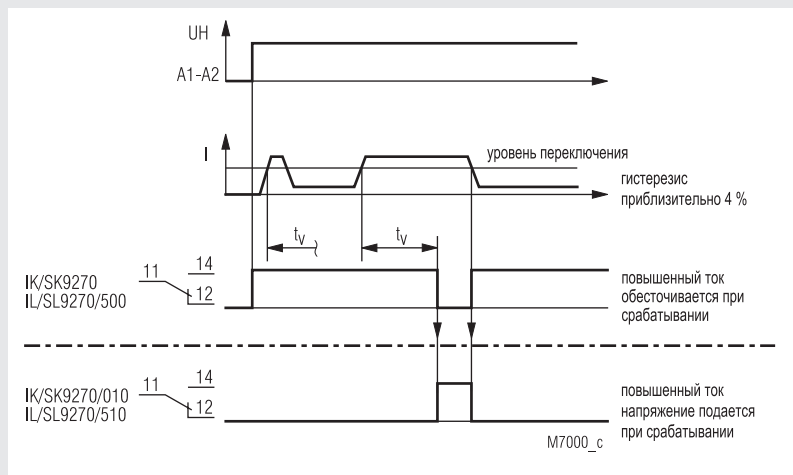 UH
A1-A2
I
уровень переключения
гистерезис
приблизительно 4 %
tv
tv
IK/SK9270
IL/SL9270/500
11
14
12
повышенный ток
обесточивается при
срабатывании
IK/SK9270/010
IL/SL9270/510
11
14
12
повышенный ток
напряжение подается
при срабатывании
M7000_c